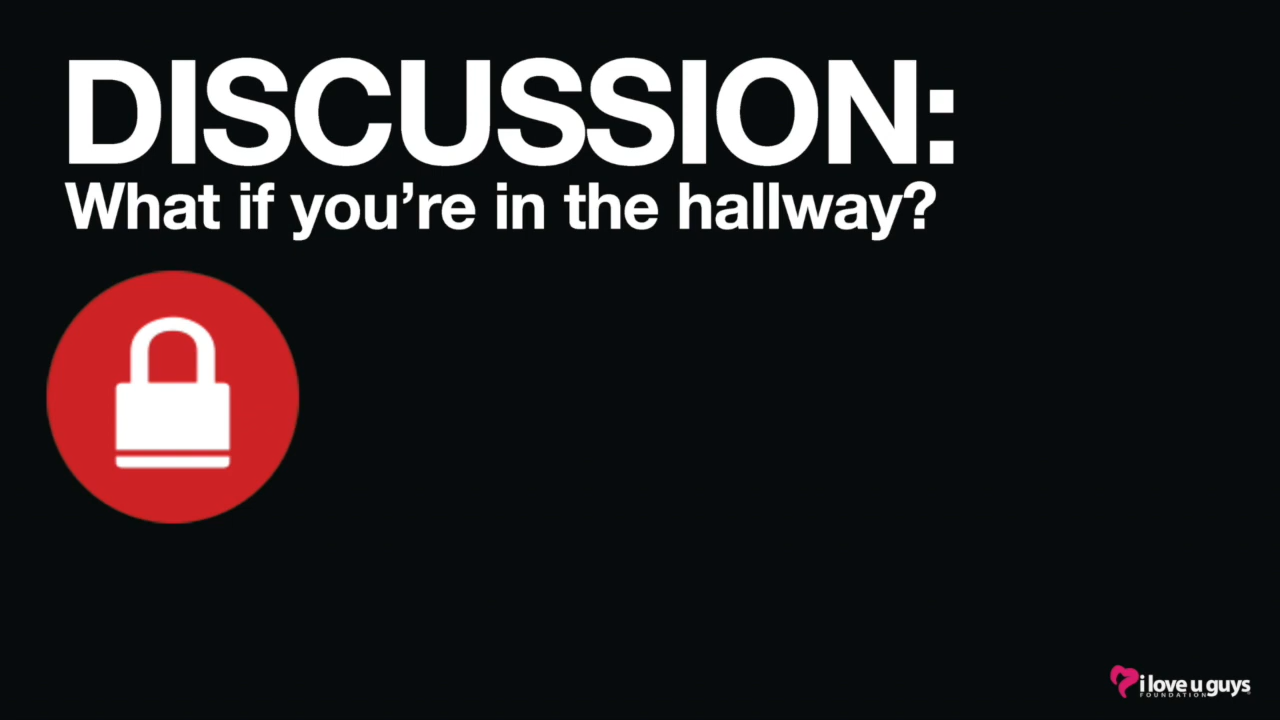 DISCUSSION:
What if you’re in the hallway?
i love u guys
FOUNDATION